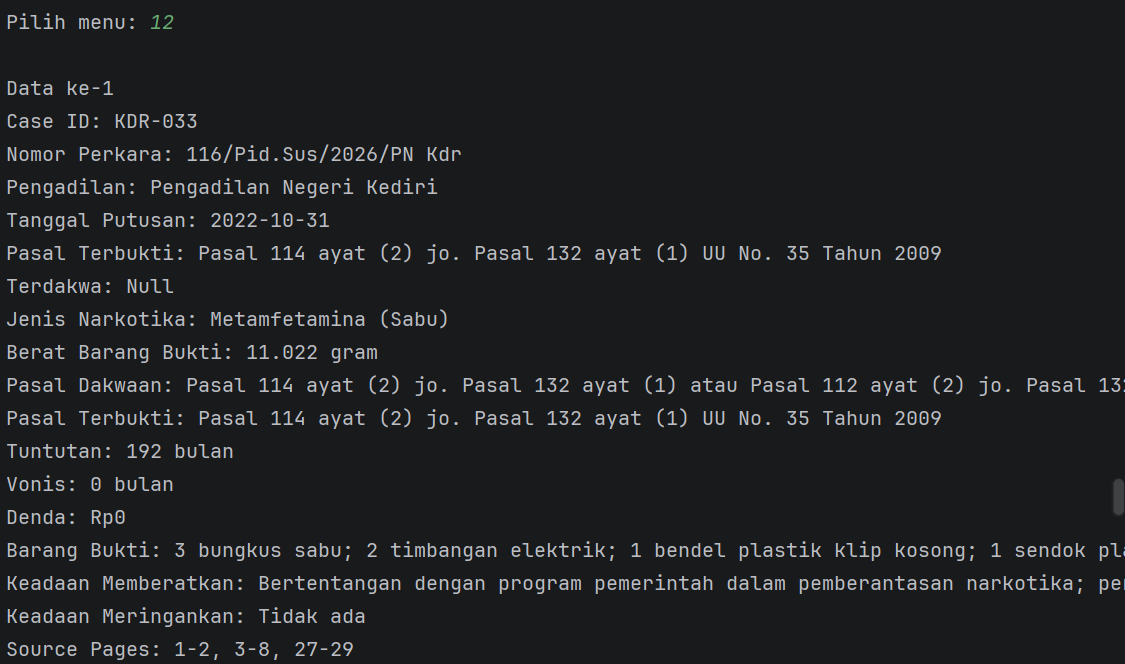 Pilih menu: 12
Data ke-1
Case ID: KDR-033
Nomor Perkara: 116/Pid.Sus/2026/PN Kdr
Pengadilan: Pengadilan Negeri Kediri
Tanggal Putusan: 2022-10-31
Pasal Terbukti: Pasal 114 ayat (2) jo. Pasal 132 ayat (1) UU No. 35 Tahun 2009
Terdakwa: Null
Jenis Narkotika: Metamfetamina (Sabu)
Berat Barang Bukti: 11.022 gram
Pasal Dakwaan: Pasal 114 ayat (2) jo. Pasal 132 ayat (1) atau Pasal 112 ayat (2) jo. Pasal
Pasal Terbukti: Pasal 114 ayat (2) jo. Pasal 132 ayat (1) UU No. 35 Tahun 2009
Tuntutan: 192 bulan
Vonis: 0 bulan
Denda: Rp0
Barang Bukti: 3 bungkus sabu; 2 timbangan elektrik; 1 bendel plastik klip kosong; 1 sendok
Keadaan Memberatkan: Bertentangan dengan program pemerintah dalam pemberantasan narkotika;
Keadaan Meringankan: Tidak ada
Source Pages: 1-2, 3-8, 27-29